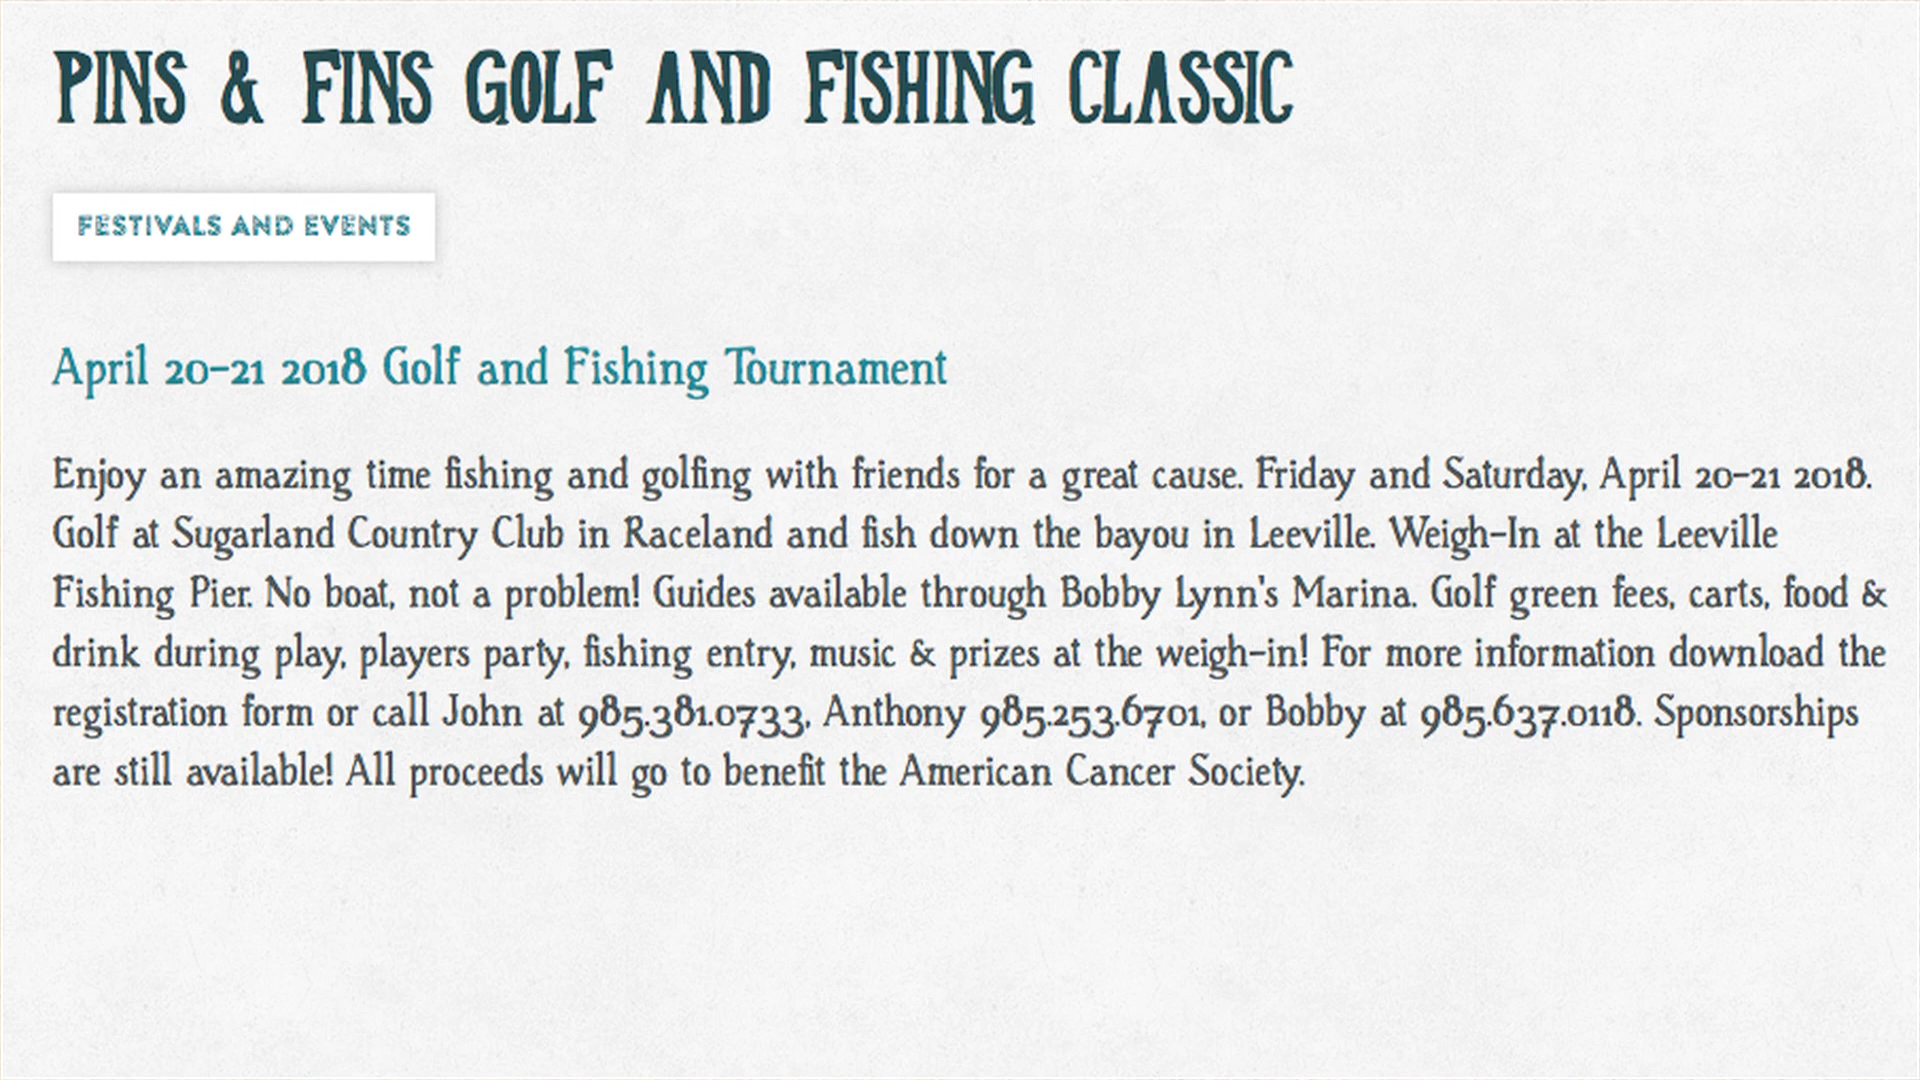 PINS & FINS GOLF AND FISHING CLASSIC
FESTIVALS AND EVENTS
April 20-21 2018 Golf and Fishing Tournament
Enjoy an amazing time fishing and golfing with friends for a great cause. Friday and Saturday, April 20-21 2018.
Golf at Sugarland Country Club in Raceland and fish down the bayou in Leeville. Weigh-In at the Leeville
Fishing Pier. No boat, not a problem! Guides available through Bobby Lynn's Marina. Golf green fees, carts, food &
drink during play, players party, fishing entry, music & prizes at the weigh-in! For more information download the
registration form or call John at 985.381.0733, Anthony 985.253.6701, or Bobby at 985.637.0118. Sponsorships
are still available! All proceeds will go to benefit the American Cancer Society.